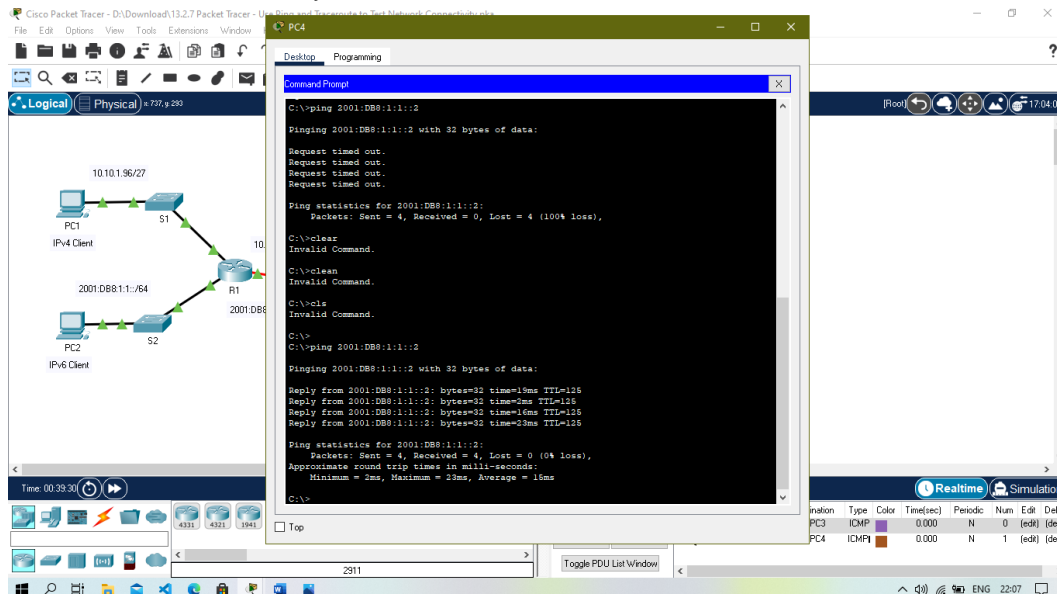 Cisco Packet Tracer - D:\Download\13.2.7 Packet Tracer - Use Ping and Traceroute to Test Network Connectivity.pka
File Edit Options View Tools Extensions Window
PC4
Desktop Programming
Command Prompt
X
Logical Physical x: 737, y: 293
[Root]
17:04:0
C:\>ping 2001:DB8:1:1::2
Pinging 2001:DB8:1:1::2 with 32 bytes of data:
Request timed out.
Request timed out.
Request timed out.
Request timed out.
Ping statistics for 2001:DB8:1:1::2:
Packets: Sent = 4, Received = 0, Lost = 4 (100% loss),
C:\>clear
Invalid Command.
C:\>clean
Invalid Command.
C:\>cls
Invalid Command.
C:\>
C:\>ping 2001:DB8:1:1::2
Pinging 2001:DB8:1:1::2 with 32 bytes of data:
Reply from 2001:DB8:1:1::2: bytes=32 time=19ms TTL=125
Reply from 2001:DB8:1:1::2: bytes=32 time=2ms TTL=125
Reply from 2001:DB8:1:1::2: bytes=32 time=16ms TTL=125
Reply from 2001:DB8:1:1::2: bytes=32 time=23ms TTL=125
Ping statistics for 2001:DB8:1:1::2:
Packets: Sent = 4, Received = 4, Lost = 0 (0% loss),
Approximate round trip times in milli-seconds:
Minimum = 2ms, Maximum = 23ms, Average = 15ms
C:\>
Top
10.10.1.96/27
PC1
S1
IPv4 Client
10.
2001:DB8:1:1::/64
R1
2001:DB8
PC2
S2
IPv6 Client
Time: 00:39:30
Realtime Simulatio
4331 4321 1941
ination Type Color Time(sec) Periodic Num Edit Del
PC3 ICMP 0.000 N 0 (edit) (de
PC4 ICMP 0.000 N 1 (edit) (de
Toggle PDU List Window
2911
ENG 22:07